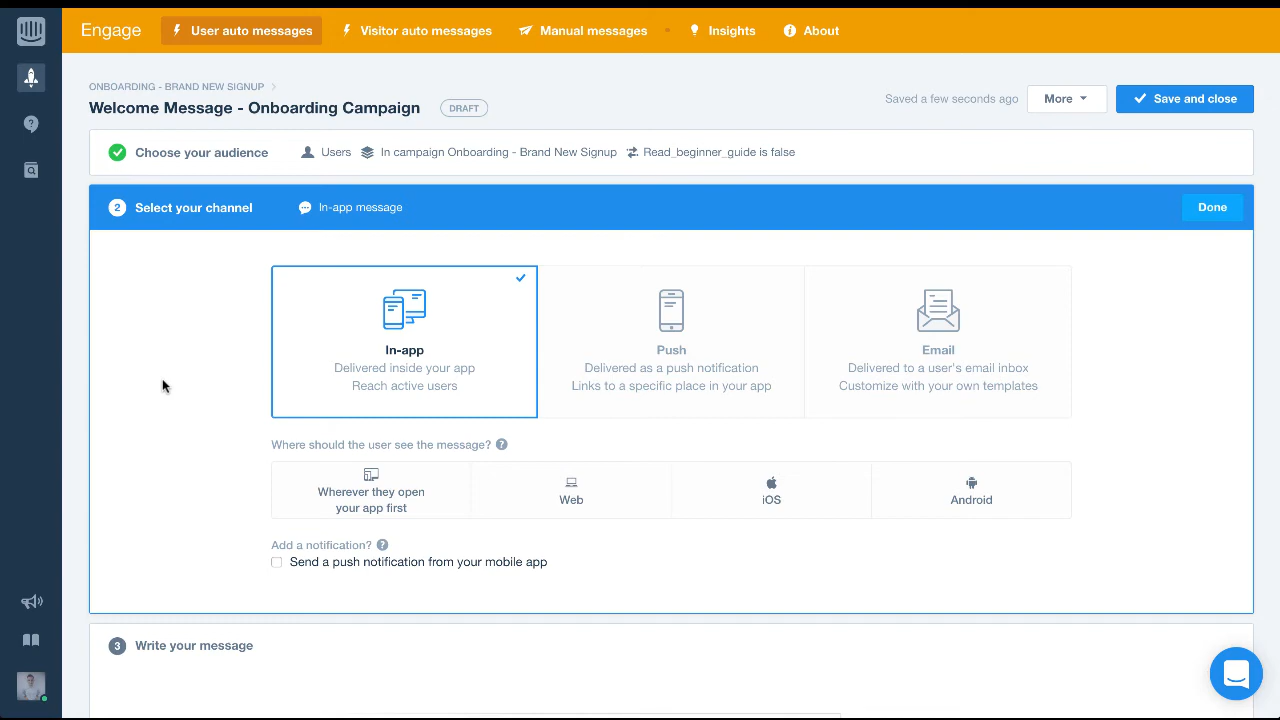 Engage
User auto messages
Visitor auto messages
Manual messages
Insights
About
ONBOARDING - BRAND NEW SIGNUP
Welcome Message - Onboarding Campaign
DRAFT
Saved a few seconds ago
More
Save and close
Choose your audience
Users
In campaign Onboarding - Brand New Signup
Read_beginner_guide is false
2
Select your channel
In-app message
Done
In-app
Delivered inside your app
Reach active users
Push
Delivered as a push notification
Links to a specific place in your app
Email
Delivered to a user's email inbox
Customize with your own templates
Where should the user see the message? ?
Wherever they open
your app first
Web
iOS
Android
Add a notification? ?
Send a push notification from your mobile app
3
Write your message